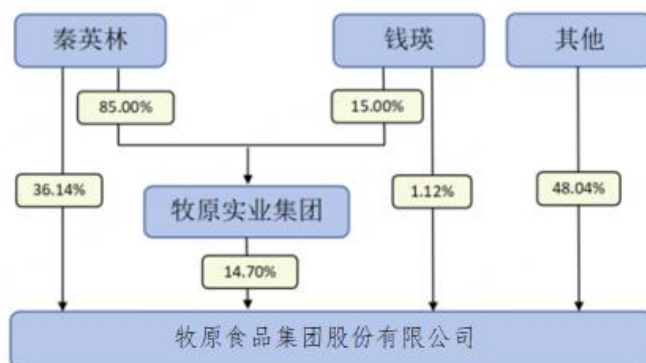 秦英林
钱瑛
其他
85.00%
15.00%
36.14%
1.12%
48.04%
牧原实业集团
14.70%
牧原食品集团股份有限公司